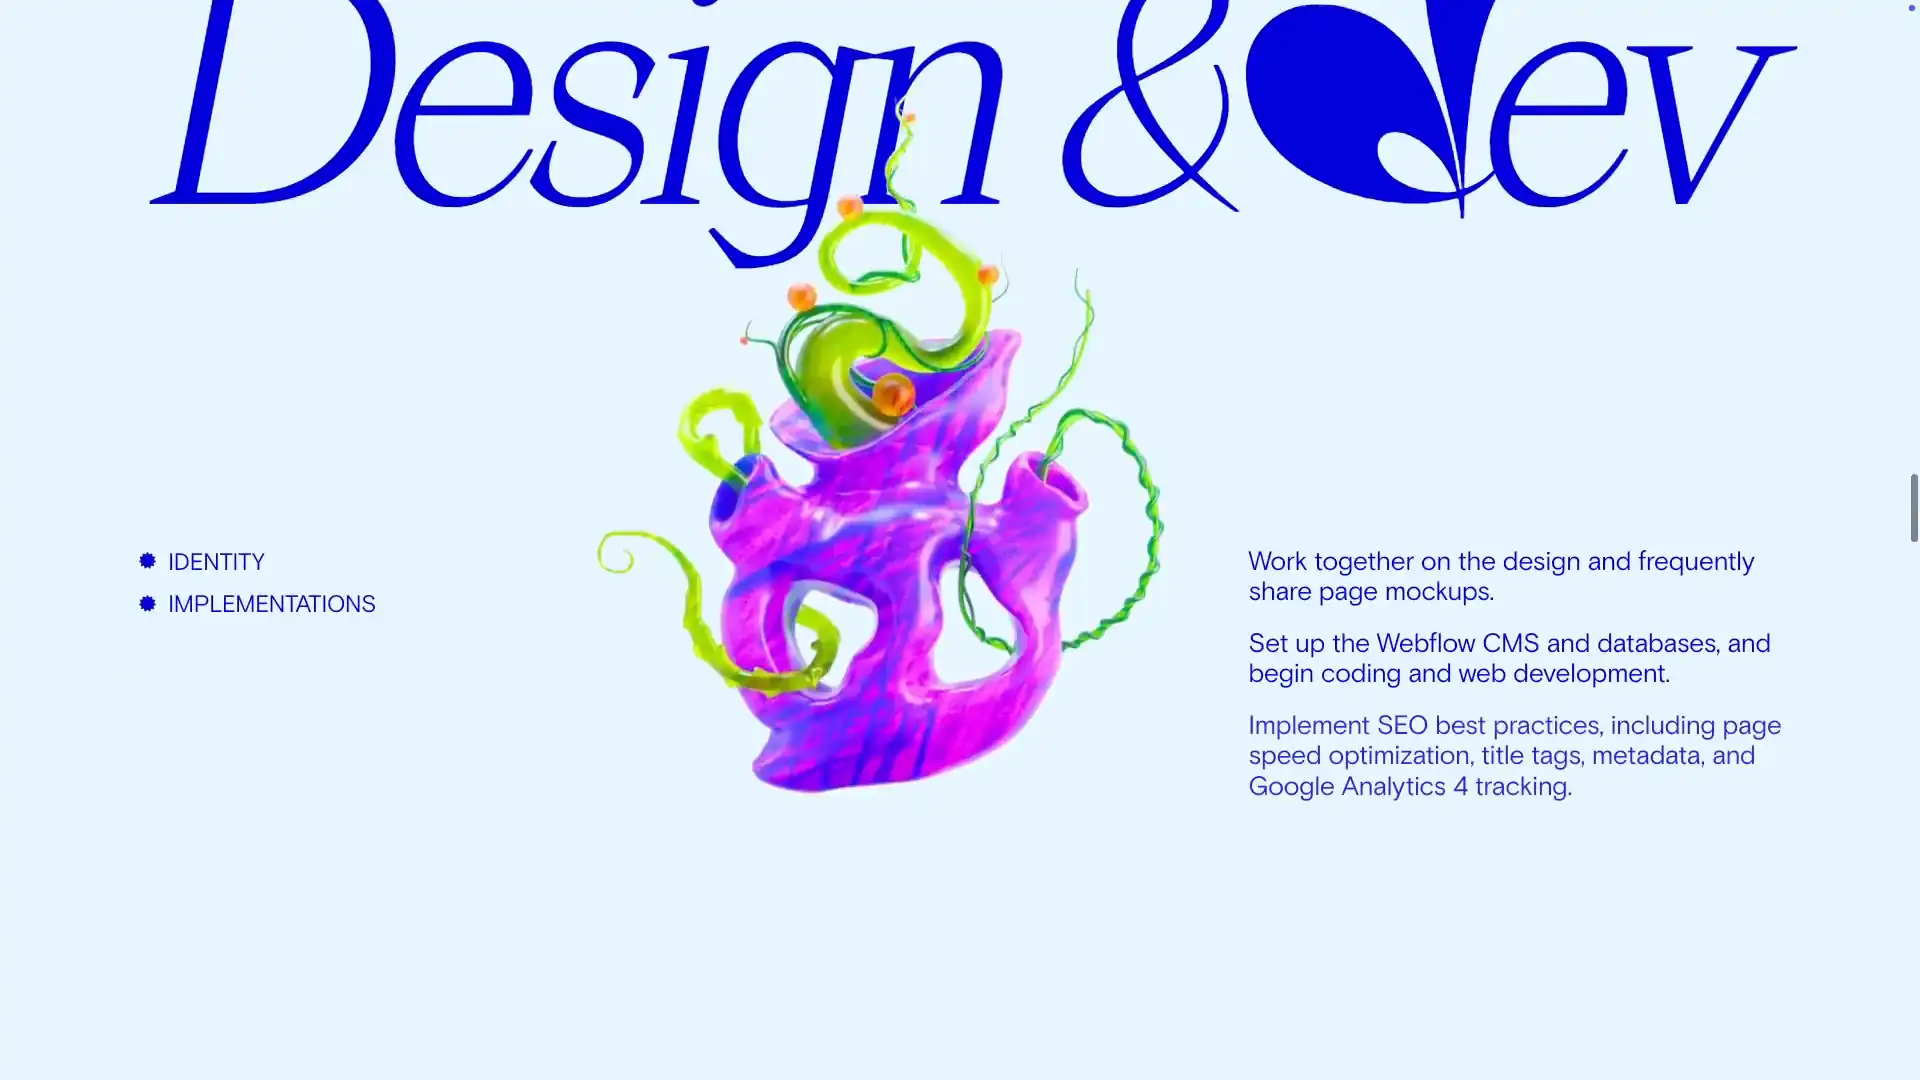 Design & dev
IDENTITY
IMPLEMENTATIONS
Work together on the design and frequently
share page mockups.
Set up the Webflow CMS and databases, and
begin coding and web development.
Implement SEO best practices, including page
speed optimization, title tags, metadata, and
Google Analytics 4 tracking.